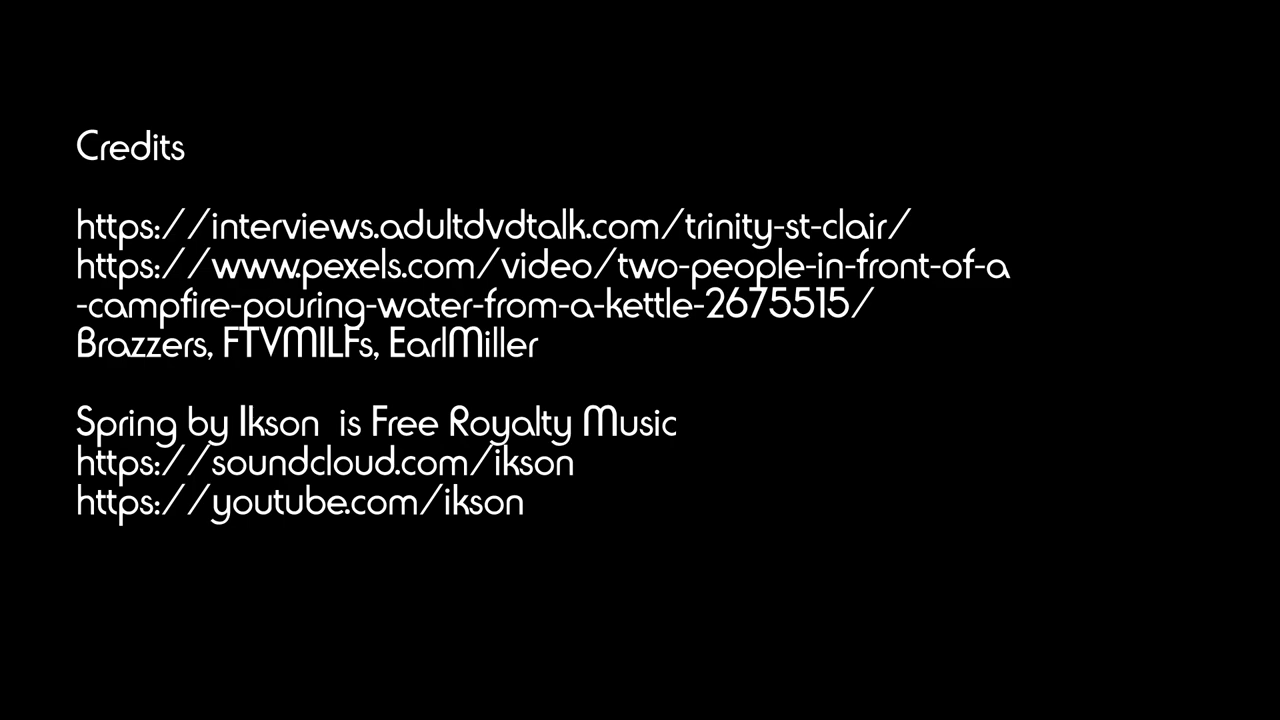 Credits
https://interviews.adultdvdtalk.com/trinity-st-clair/
https://www.pexels.com/video/two-people-in-front-of-a
-campfire-pouring-water-from-a-kettle-2675515/
Brazzers, FTVMILFs, EarlMiller
Spring by Ikson  is Free Royalty Music
https://soundcloud.com/ikson
https://youtube.com/ikson